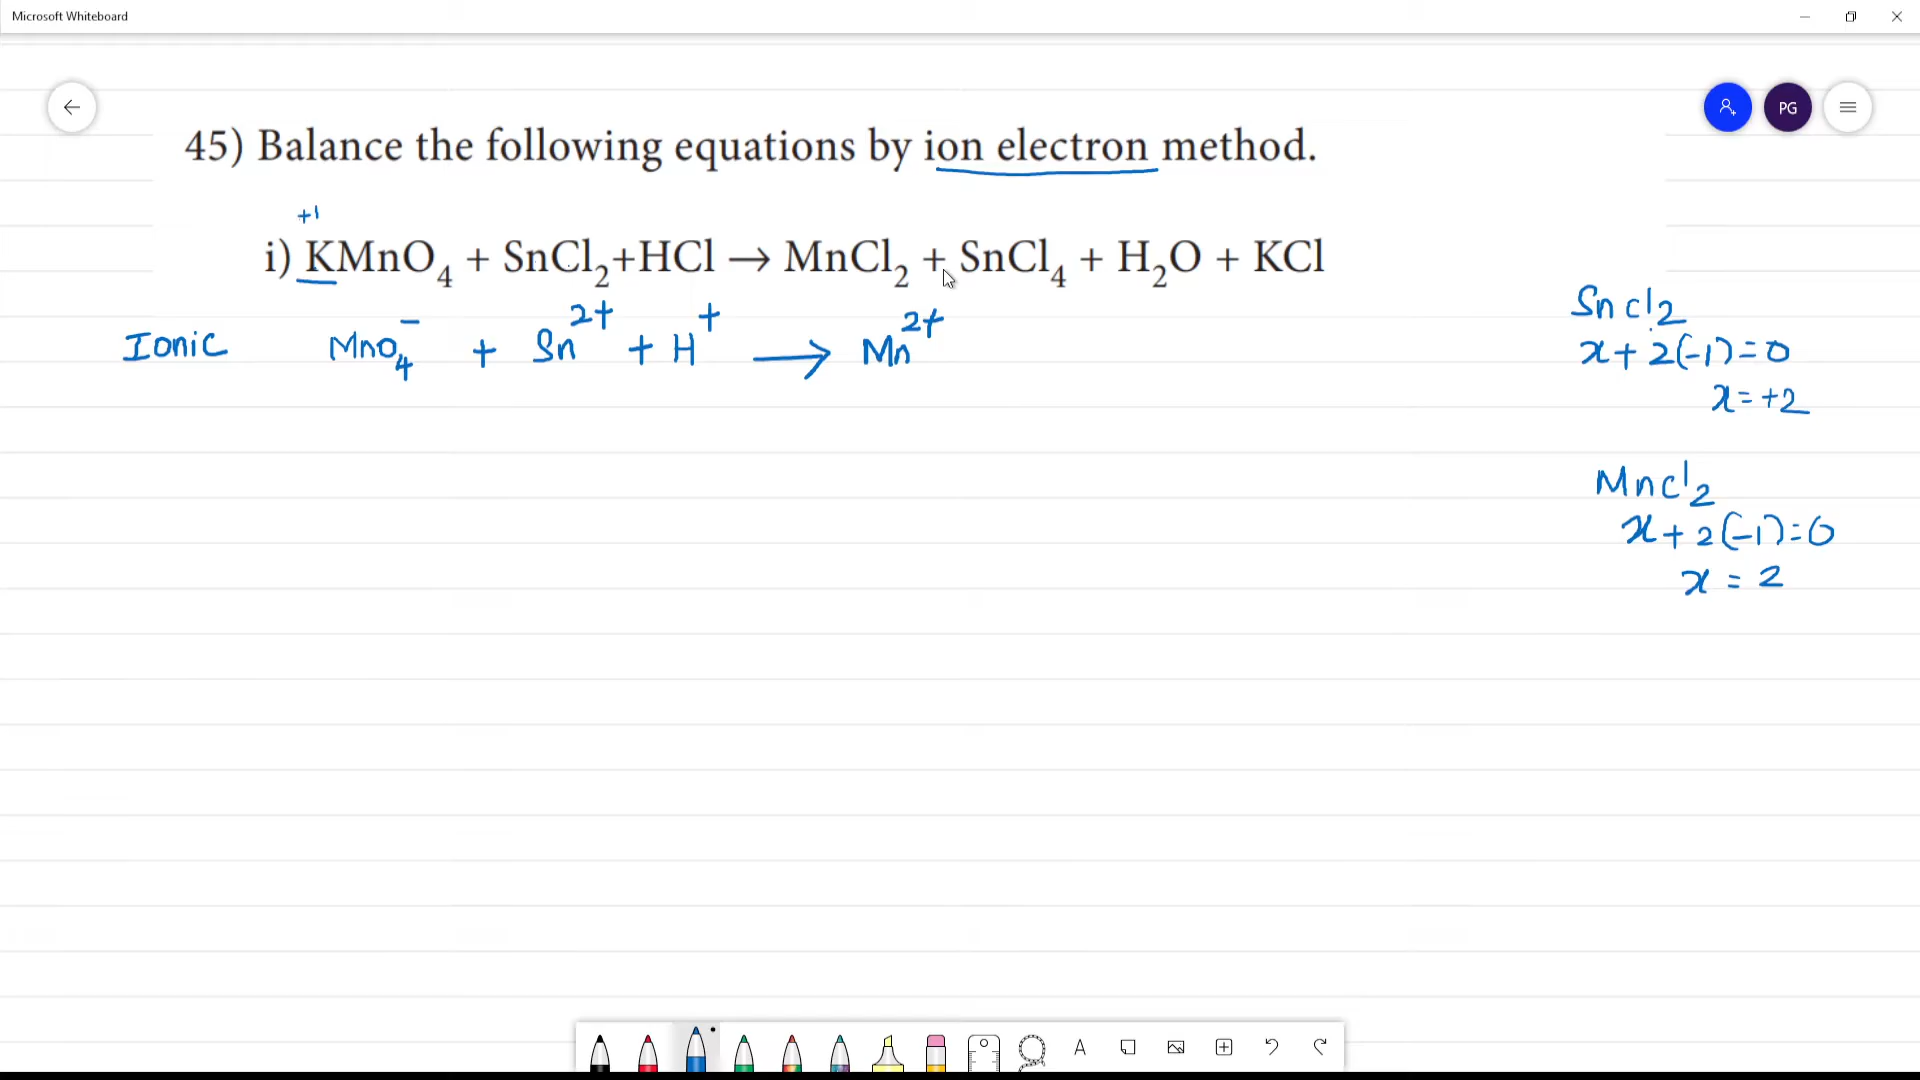 Microsoft Whiteboard
PG
45) Balance the following equations by ion electron method.
+1
i) KMnO₄ + SnCl₂+HCl → MnCl₂ + SnCl₄ + H₂O + KCl
Ionic MnO₄⁻ + Sn²⁺ + H⁺ → Mn²⁺
SnCl₂
x + 2(-1) = 0
x = +2
MnCl₂
x + 2(-1) = 0
x = 2
A